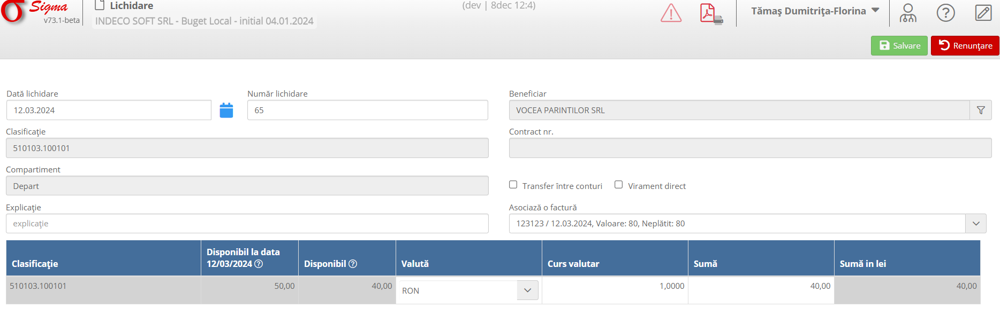 Sigma
v73.1-beta
Lichidare
INDECO SOFT SRL - Buget Local - initial 04.01.2024
(dev | 8dec 12:4)
Tămaş Dumitriţa-Florina
Salvare
Renunţare
Dată lichidare
12.03.2024
Număr lichidare
65
Beneficiar
VOCEA PARINTILOR SRL
Clasificaţie
510103.100101
Contract nr.
Compartiment
Depart
Transfer între conturi
Virament direct
Explicaţie
explicaţie
Asociază o factură
123123 / 12.03.2024, Valoare: 80, Neplătit: 80
Clasificaţie
Disponibil la data
12/03/2024
Disponibil
Valută
Curs valutar
Sumă
Sumă in lei
510103.100101
50,00
40,00
RON
1,0000
40,00
40,00